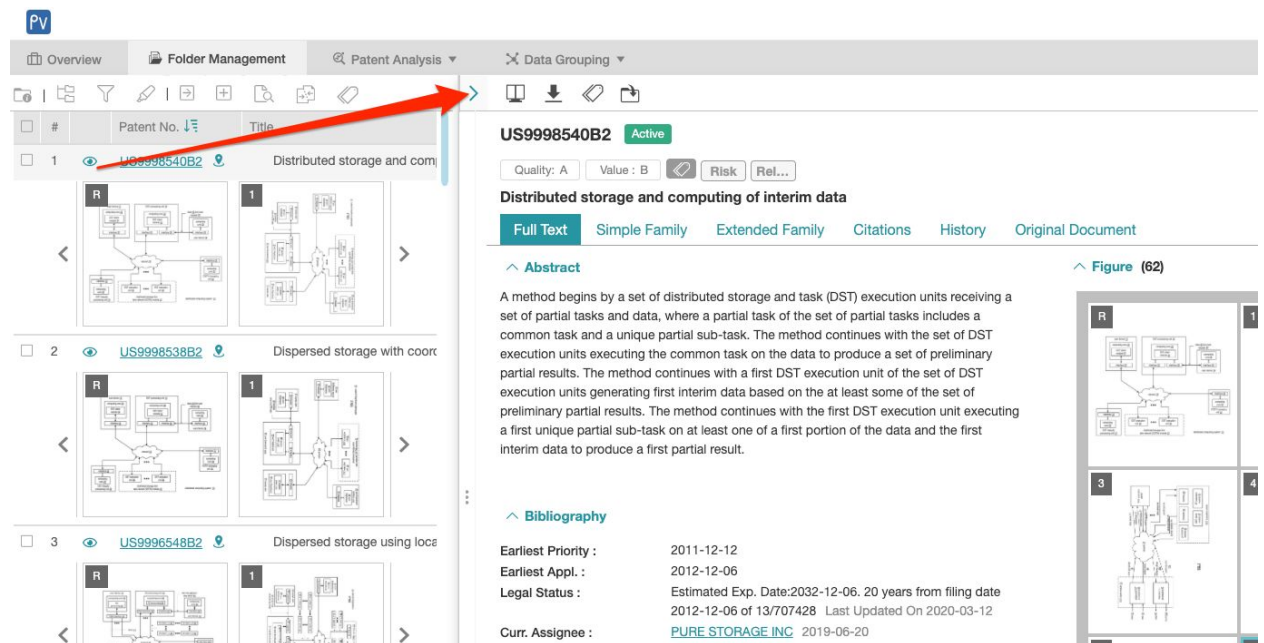 PV
Overview
Folder Management
Patent Analysis
Data Grouping
# Patent No. Title
1 US9998540B2 Distributed storage and com
R
1
2 US9998538B2 Dispersed storage with coord
R
1
3 US9996548B2 Dispersed storage using loca
R
1
US9998540B2 Active
Quality: A Value : B Risk Rel...
Distributed storage and computing of interim data
Full Text Simple Family Extended Family Citations History Original Document
Abstract
A method begins by a set of distributed storage and task (DST) execution units receiving a
set of partial tasks and data, where a partial task of the set of partial tasks includes a
common task and a unique partial sub-task. The method continues with the set of DST
execution units executing the common task on the data to produce a set of preliminary
partial results. The method continues with a first DST execution unit of the set of DST
execution units generating first interim data based on the at least some of the set of
preliminary partial results. The method continues with the first DST execution unit executing
a first unique partial sub-task on at least one of a first portion of the data and the first
interim data to produce a first partial result.
Bibliography
Earliest Priority : 2011-12-12
Earliest Appl. : 2012-12-06
Legal Status : Estimated Exp. Date:2032-12-06. 20 years from filing date
2012-12-06 of 13/707428 Last Updated On 2020-03-12
Curr. Assignee : PURE STORAGE INC 2019-06-20
Figure (62)
R
1
3
4